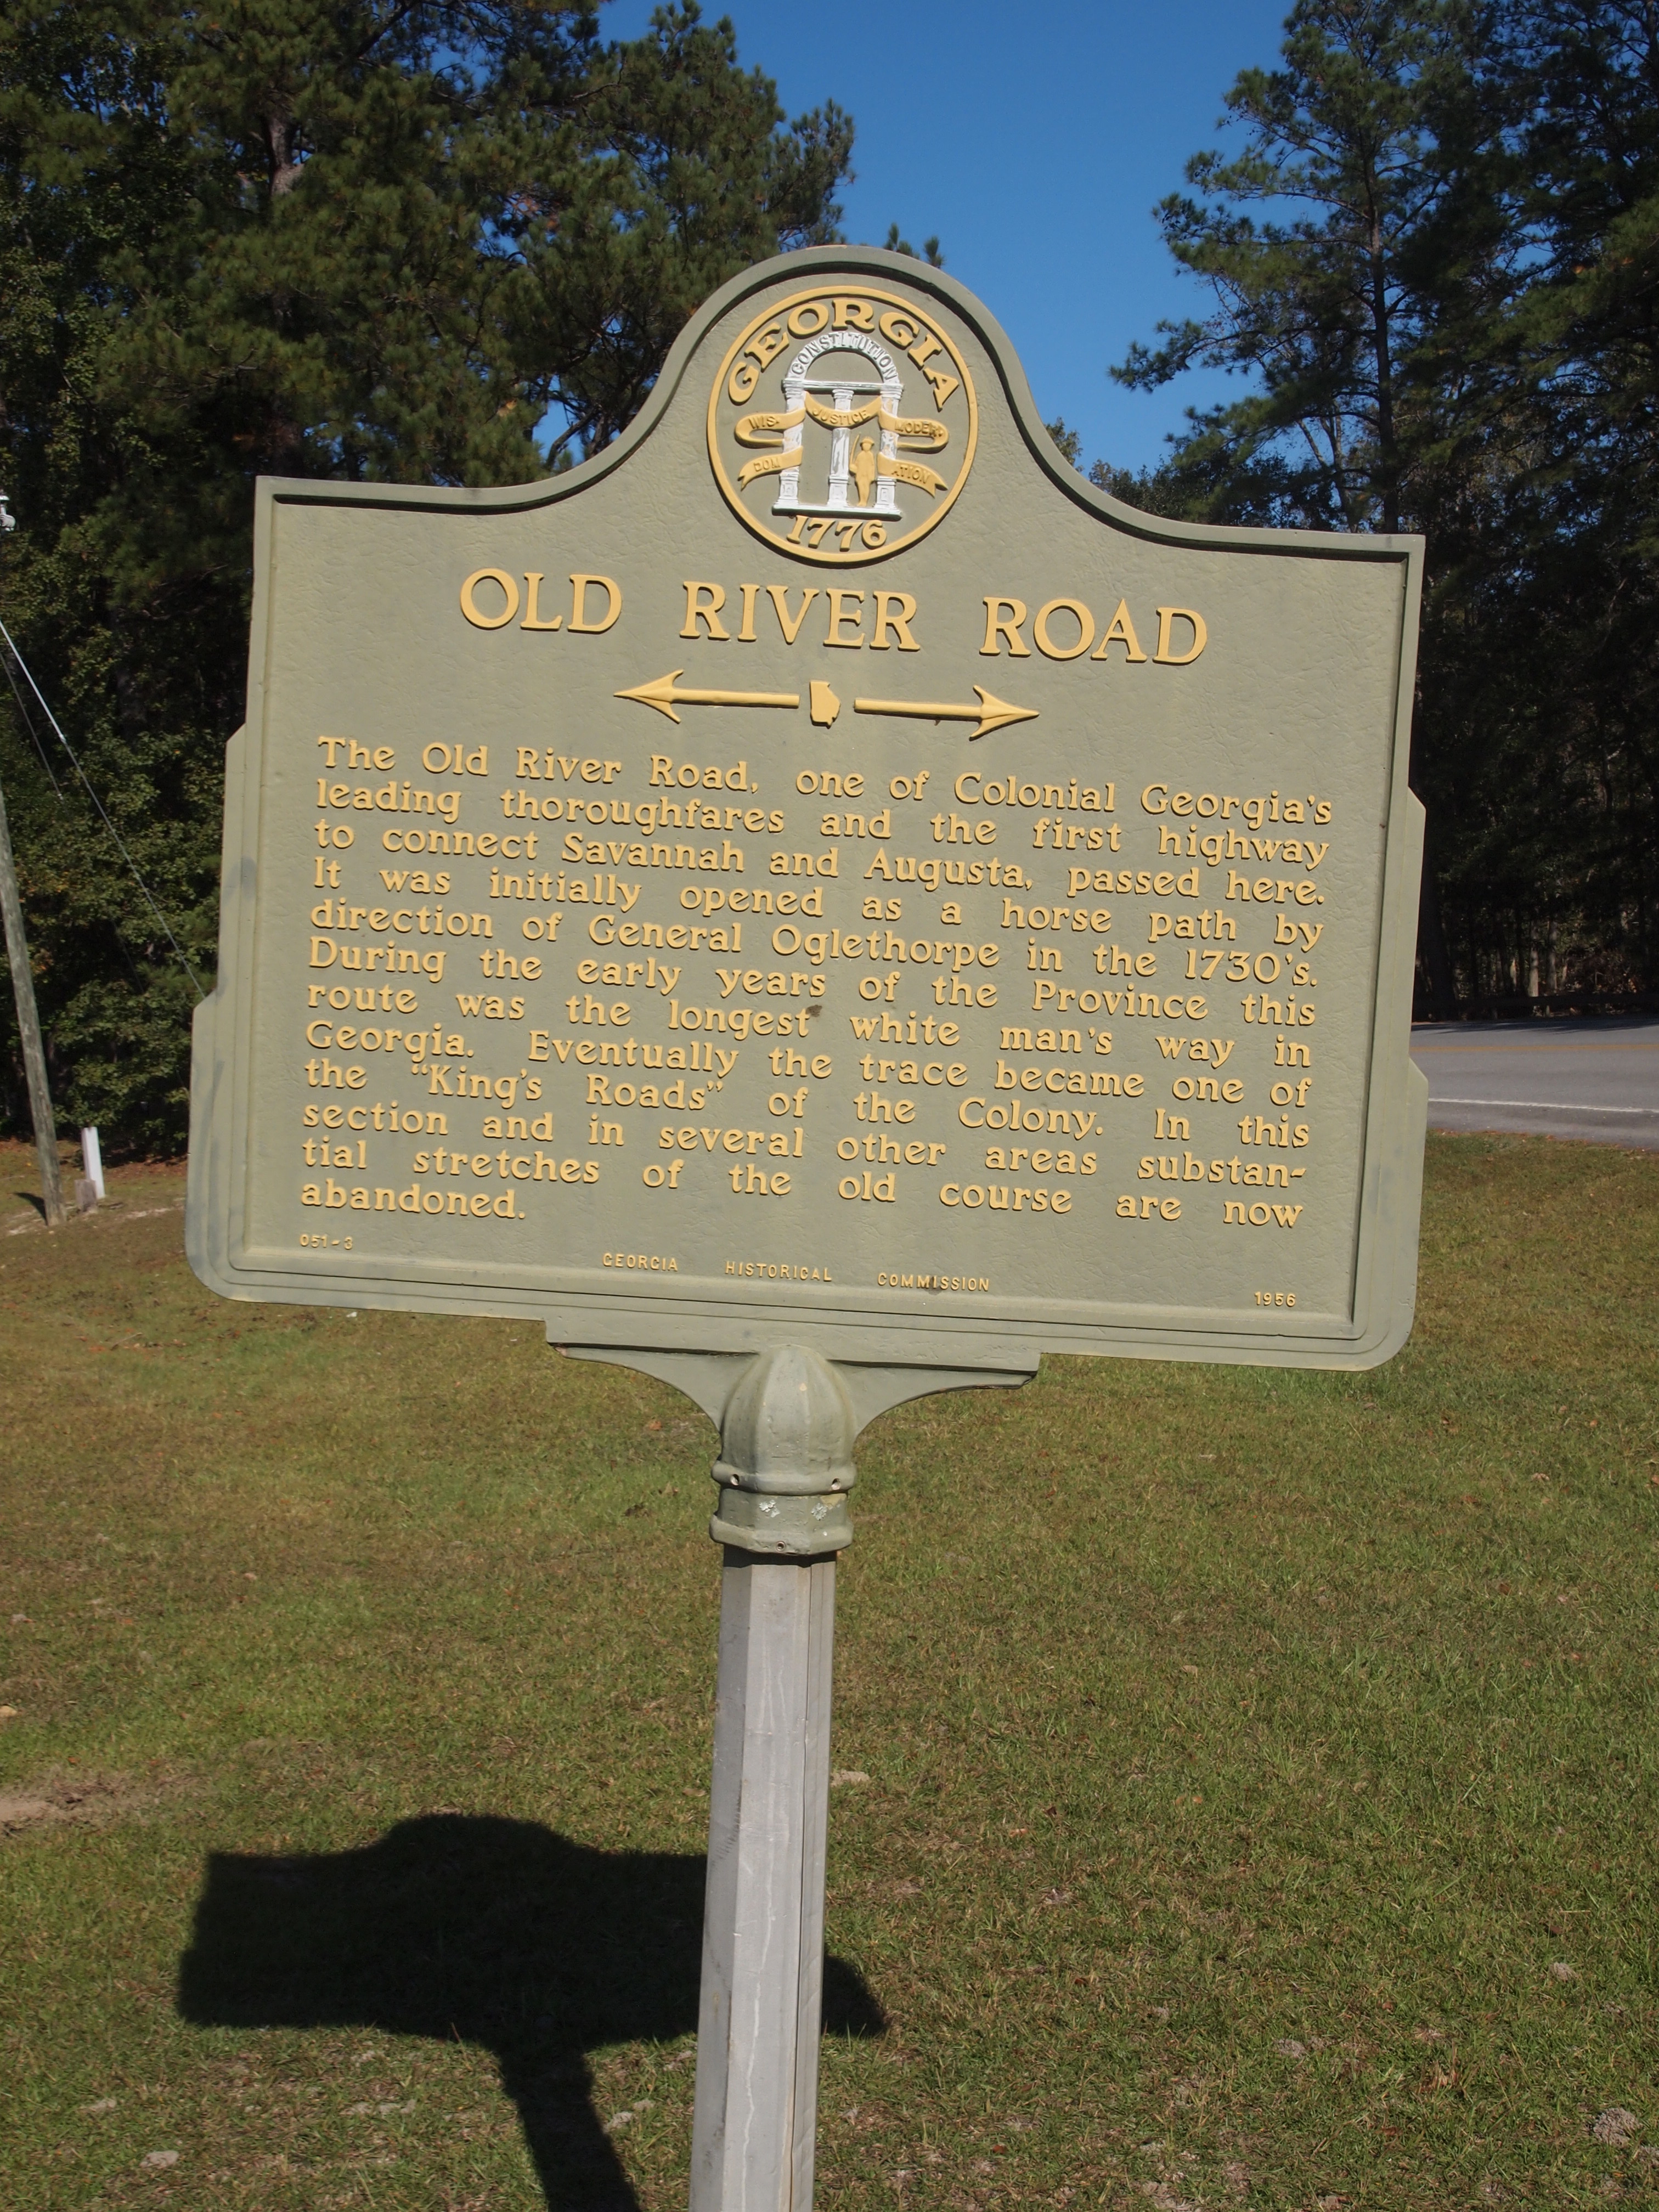 GEORGIA
CONSTITUTION
WIS- JUSTICE MODER-
DOM ATION
1776
OLD RIVER ROAD
The Old River Road, one of Colonial Georgia's
leading thoroughfares and the first highway
to connect Savannah and Augusta, passed here.
It was initially opened as a horse path by
direction of General Oglethorpe in the 1730's.
During the early years of the Province this
route was the longest white man's way in
Georgia. Eventually the trace became one of
the "King's Roads" of the Colony. In this
section and in several other areas substan-
tial stretches of the old course are now
abandoned.
051-3 GEORGIA HISTORICAL COMMISSION 1956